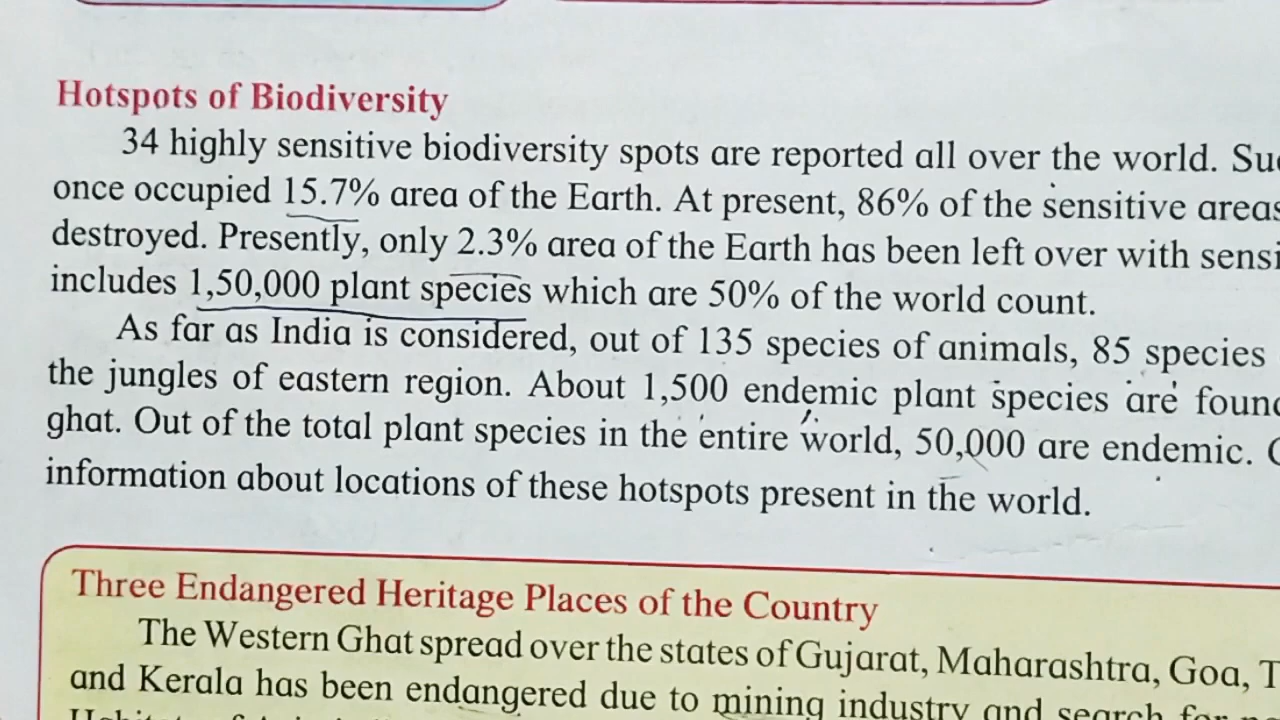 Hotspots of Biodiversity
34 highly sensitive biodiversity spots are reported all over the world.
once occupied 15.7% area of the Earth. At present, 86% of the sensitive areas
destroyed. Presently, only 2.3% area of the Earth has been left over with
includes 1,50,000 plant species which are 50% of the world count.
As far as India is considered, out of 135 species of animals, 85 species
the jungles of eastern region. About 1,500 endemic plant species are
ghat. Out of the total plant species in the entire world, 50,000 are endemic.
information about locations of these hotspots present in the world.
Three Endangered Heritage Places of the Country
The Western Ghat spread over the states of Gujarat, Maharashtra, Goa,
and Kerala has been endangered due to mining industry and search for